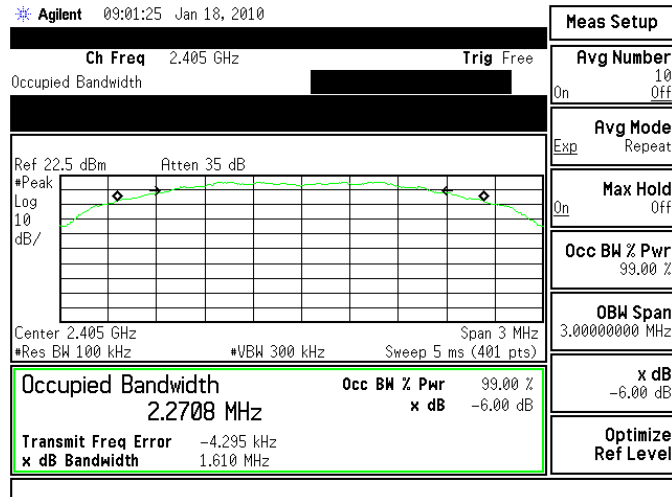 Agilent 09:01:25 Jan 18, 2010
Meas Setup
Ch Freq 2.405 GHz Trig Free
Occupied Bandwidth
Avg Number
10
On Off
Avg Mode
Exp Repeat
Max Hold
On Off
Occ BW % Pwr
99.00 %
OBW Span
3.00000000 MHz
x dB
-6.00 dB
Optimize
Ref Level
Ref 22.5 dBm Atten 35 dB
#Peak
Log
10
dB/
Center 2.405 GHz Span 3 MHz
#Res BW 100 kHz #VBW 300 kHz Sweep 5 ms (401 pts)
Occupied Bandwidth Occ BW % Pwr 99.00 %
2.2708 MHz x dB -6.00 dB
Transmit Freq Error -4.295 kHz
x dB Bandwidth 1.610 MHz